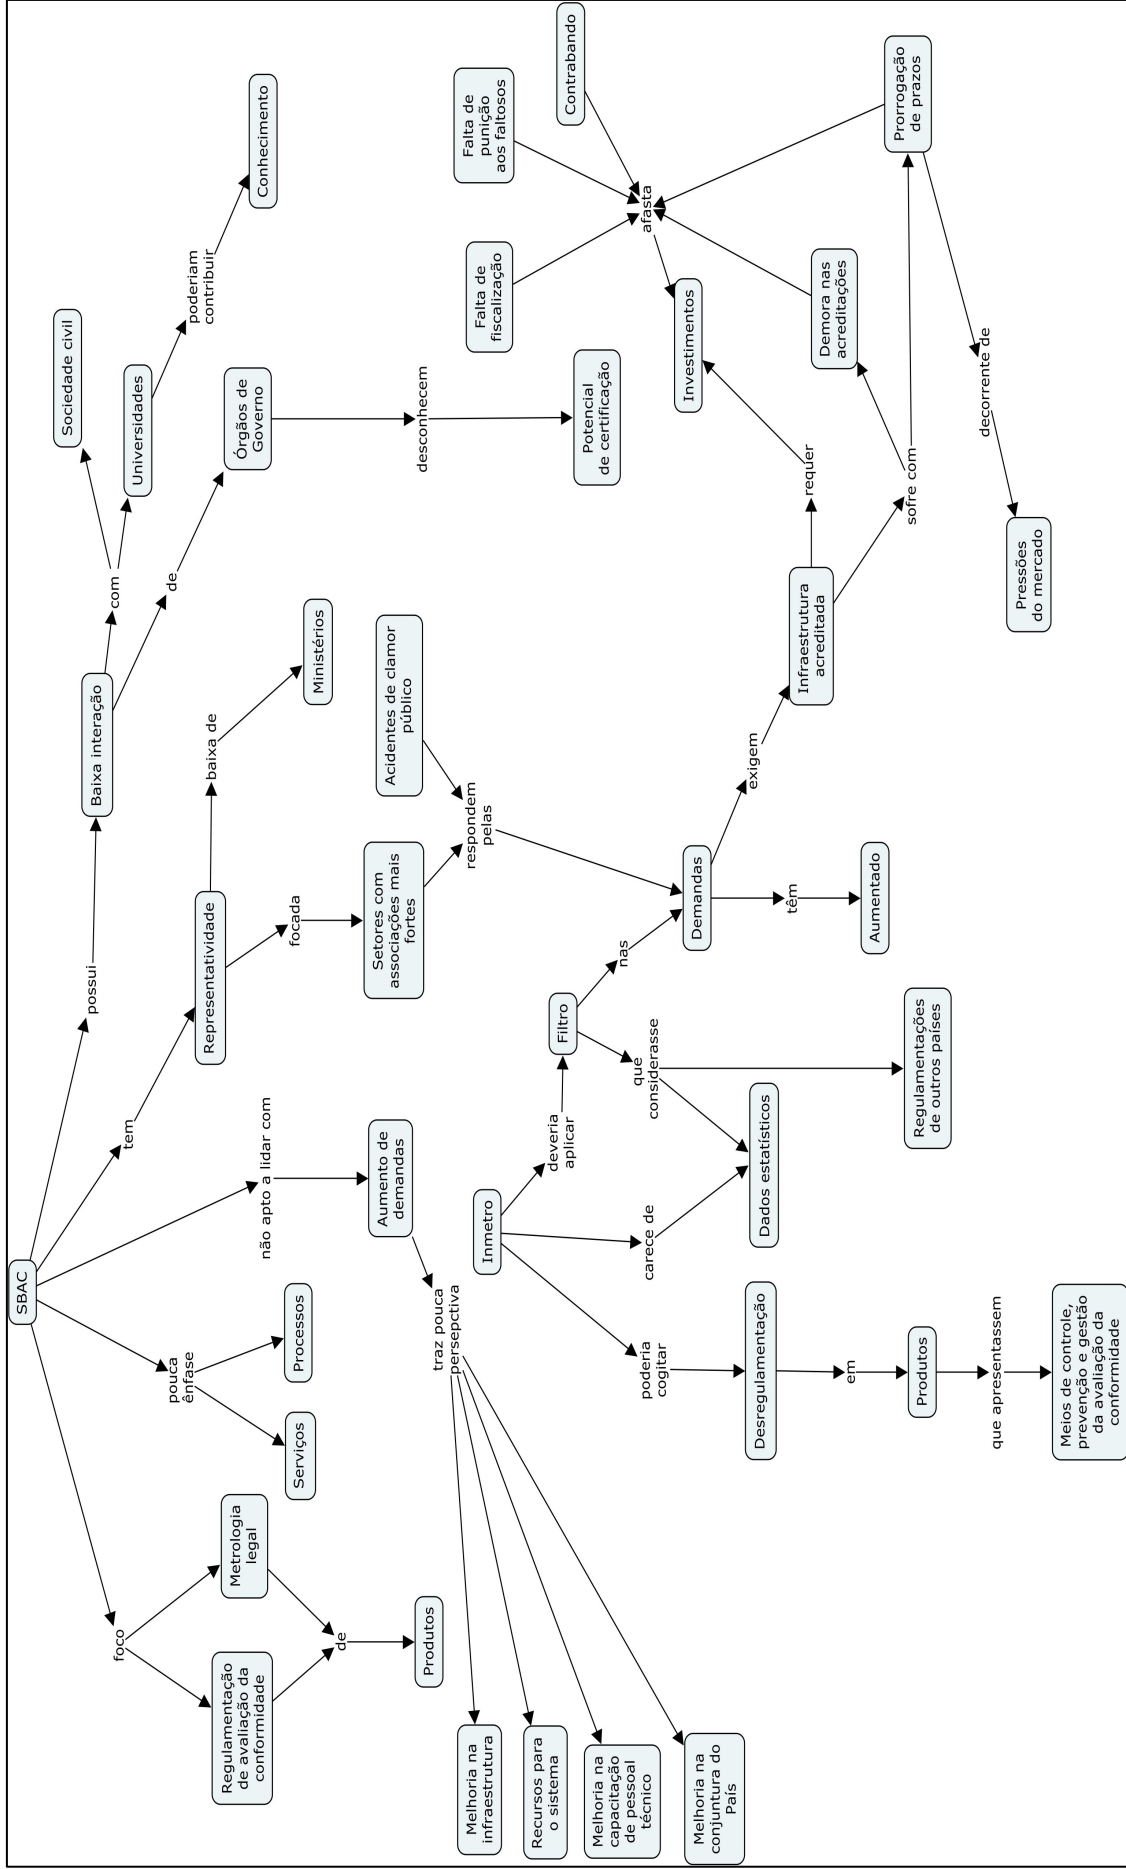 SBAC
foco
Regulamentação
de avaliação da
conformidade
Metrologia
legal
de
Produtos
pouca
ênfase
Serviços
Processos
não apto a lidar com
Aumento de
demandas
traz pouca
persepctiva
Melhoria na
infraestrutura
Recursos para
o sistema
Melhoria na
capacitação
de pessoal
técnico
Melhoria na
conjuntura do
País
tem
Representatividade
focada
Setores com
associações mais
fortes
baixa de
Ministérios
Acidentes de clamor
público
respondem
pelas
possui
Baixa interação
com
Sociedade civil
Universidades
poderiam
contribuir
Conhecimento
de
Órgãos de
Governo
desconhecem
Potencial
de certificação
Inmetro
poderia
cogitar
Desregulamentação
em
Produtos
que apresentassem
Meios de controle,
prevenção e gestão
da avaliação da
conformidade
carece de
Dados estatísticos
deveria
aplicar
Filtro
que
considerasse
Regulamentações
de outros países
nas
Demandas
têm
Aumentado
exigem
Infraestrutura
acreditada
requer
Investimentos
sofre com
Demora nas
acreditações
Prorrogação
de prazos
decorrente de
Pressões
do mercado
afasta
Falta de
fiscalização
Falta de
punição
aos faltosos
Contrabando